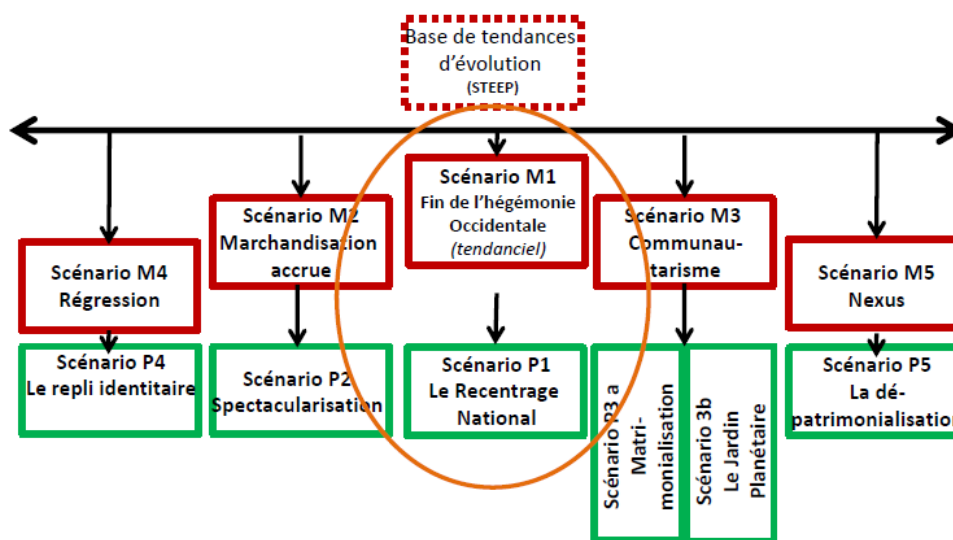 Base de tendances
d'évolution
(STEEP)
Scénario M1
Fin de l'hégémonie
Occidentale
(tendanciel)
Scénario M2
Marchandisation
accrue
Scénario M3
Communau-
tarisme
Scénario M4
Régression
Scénario M5
Nexus
Scénario P4
Le repli identitaire
Scénario P2
Spectacularisation
Scénario P1
Le Recentrage
National
Scénario P3 a
Matri-
monialisation
Scénario 3b
Le Jardin
Planétaire
Scénario P5
La dé-
patrimonialisation